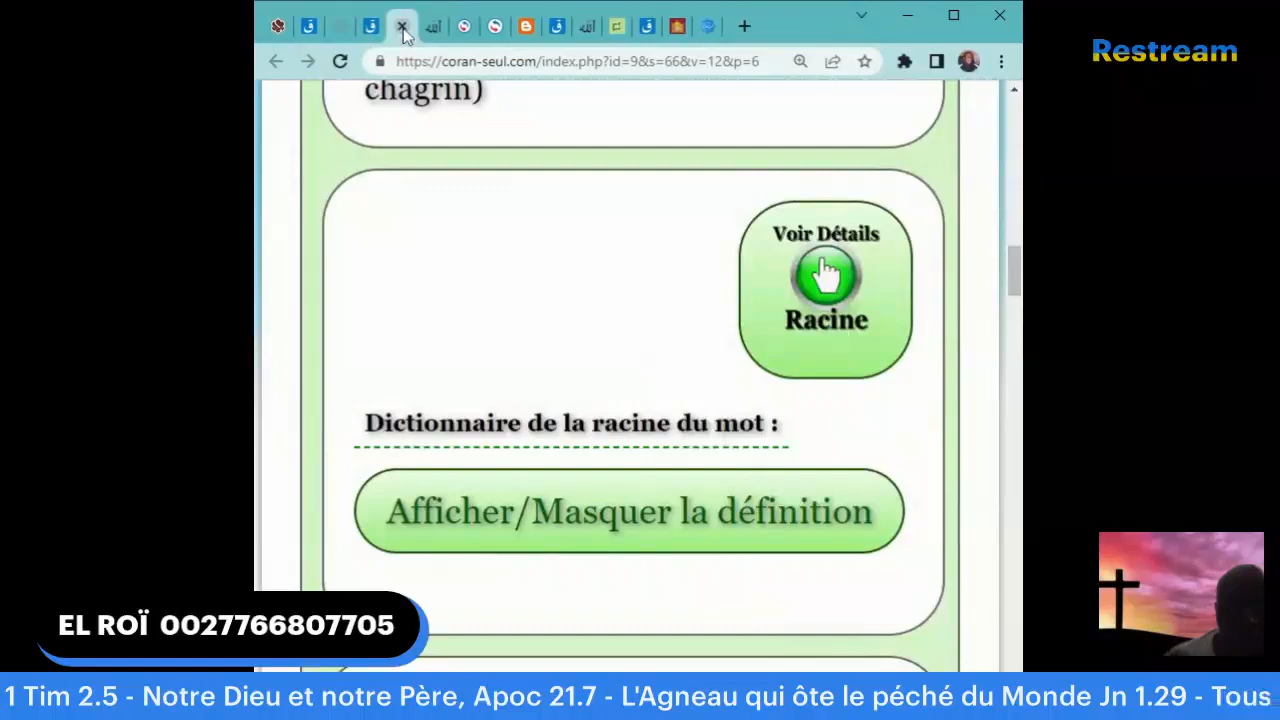 Restream
https://coran-seul.com/index.php?id=9&s=66&v=12&p=6
chagrin)
Voir Détails
Racine
Dictionnaire de la racine du mot :
Afficher/Masquer la définition
EL ROÏ 0027766807705
1 Tim 2.5 - Notre Dieu et notre Père, Apoc 21.7 - L'Agneau qui ôte le péché du Monde Jn 1.29 - Tous